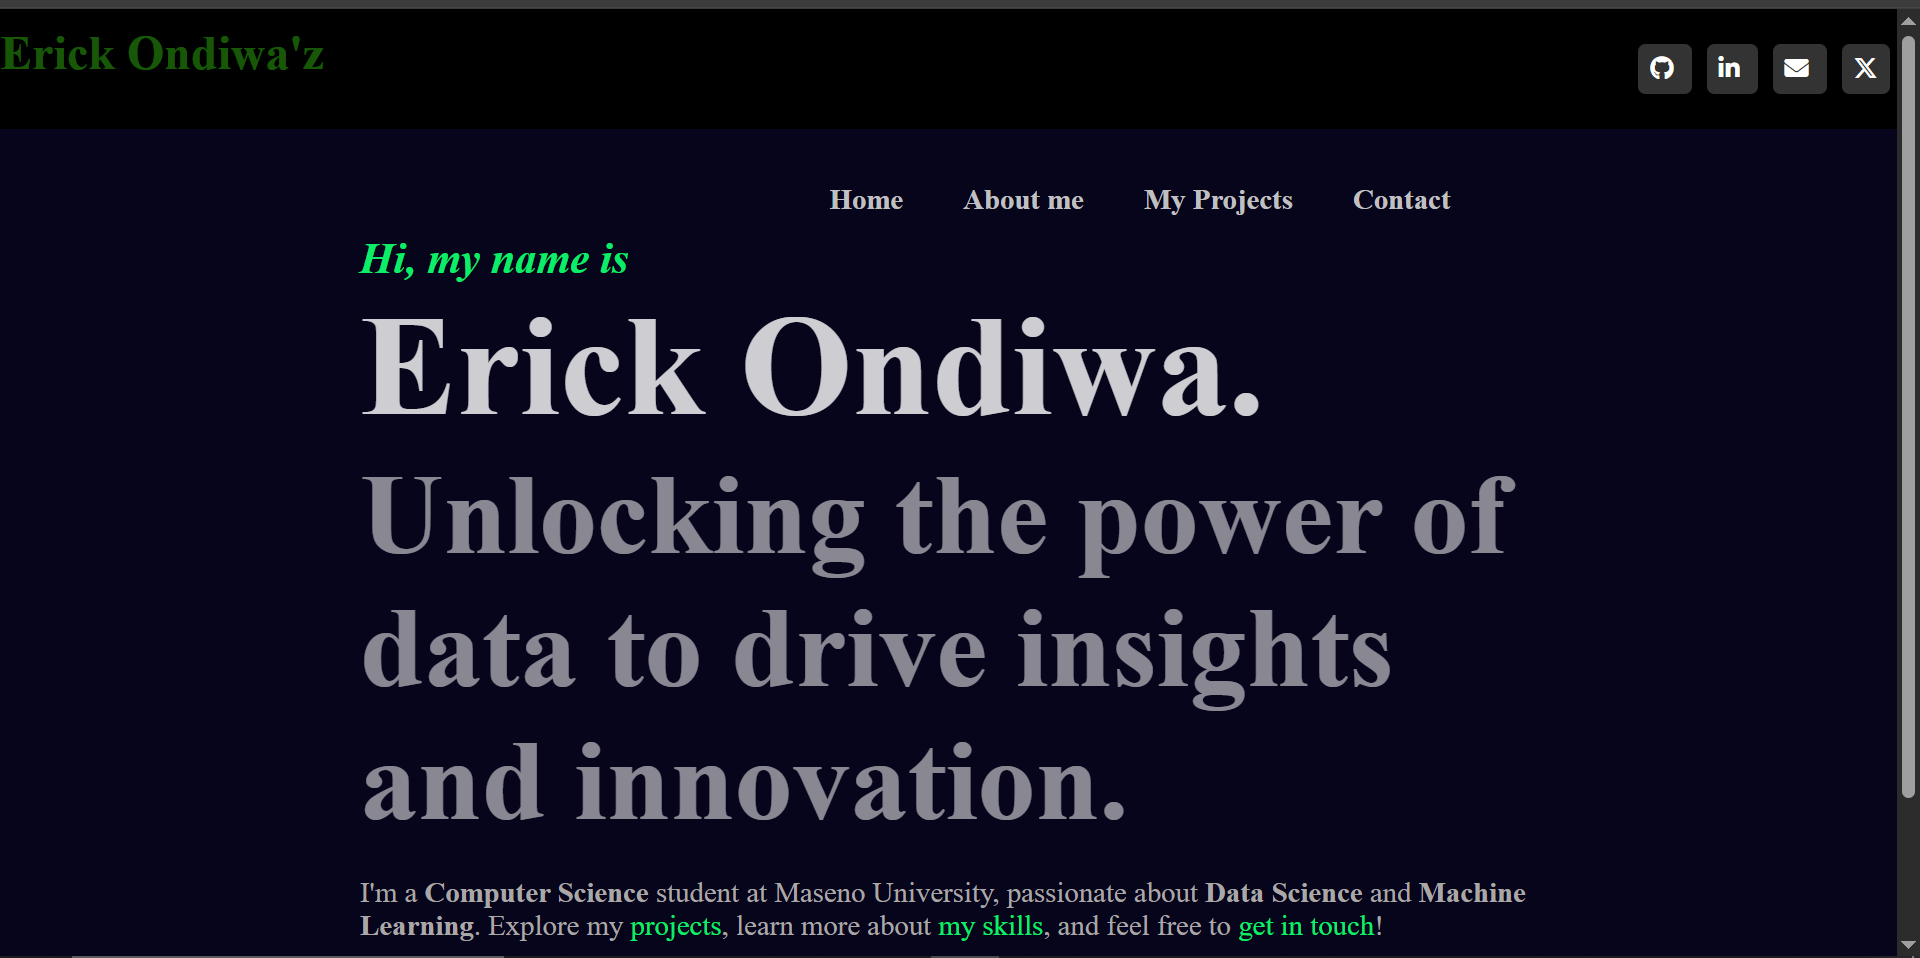 Erick Ondiwa'z
Home About me My Projects Contact
Hi, my name is
Erick Ondiwa.
Unlocking the power of
data to drive insights
and innovation.
I'm a Computer Science student at Maseno University, passionate about Data Science and Machine
Learning. Explore my projects, learn more about my skills, and feel free to get in touch!